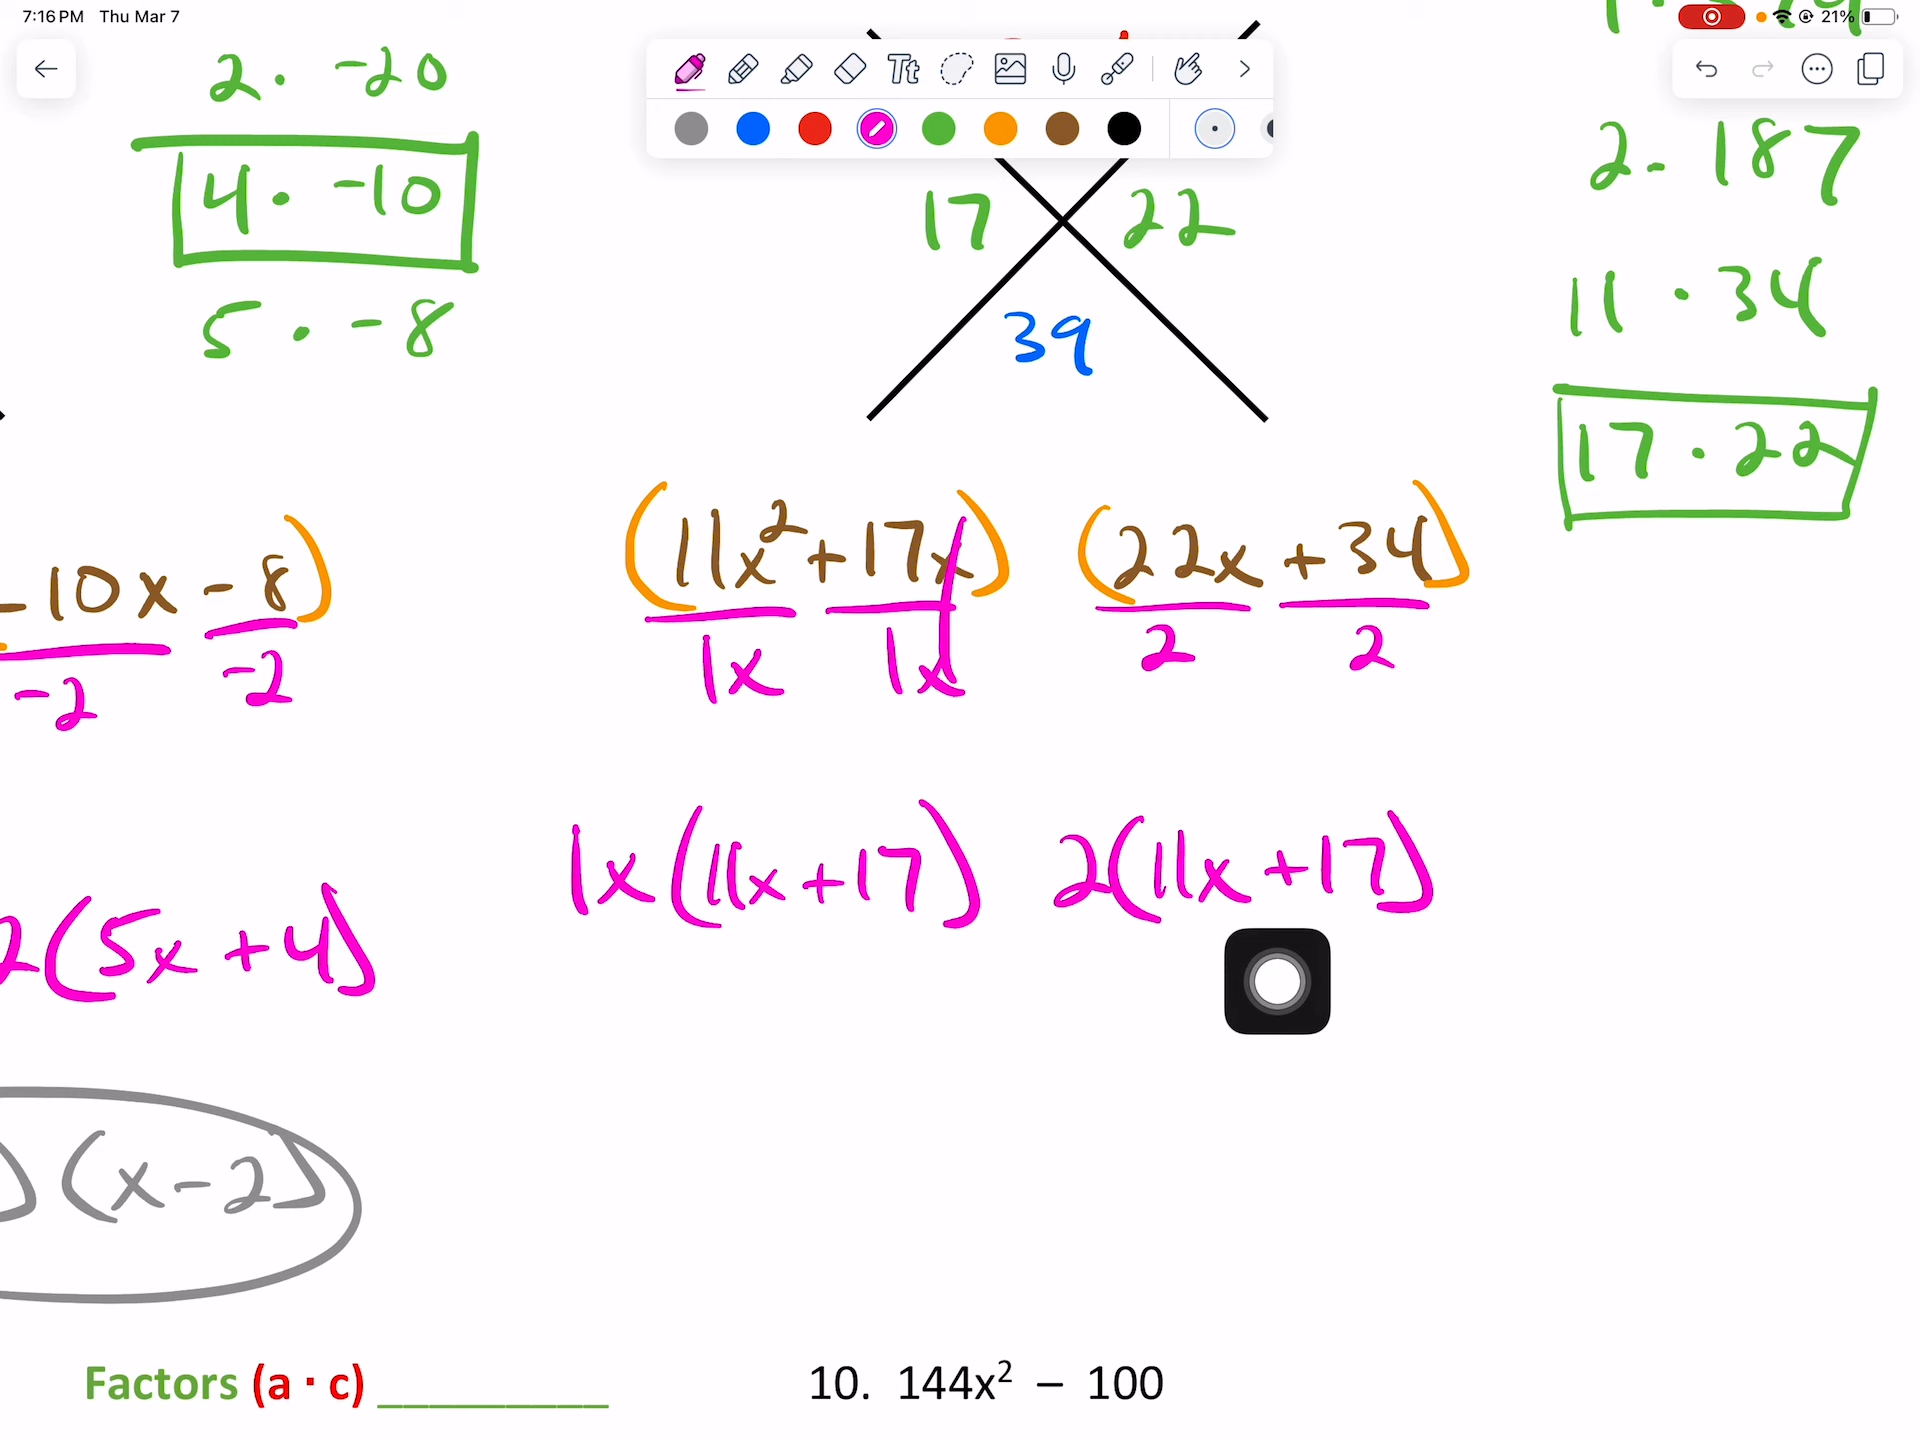 7:16 PM Thu Mar 7
21%
Tt
2 · -20
4 · -10
5 · -8
17 22
39
2 - 187
11 · 34
17 · 22
-10x - 8)
-2 -2
(11x² + 17x) (22x + 34)
1x 1x 2 2
2(5x + 4)
1x(11x + 17) 2(11x + 17)
)(x - 2)
Factors (a · c) _________
10. 144x² – 100